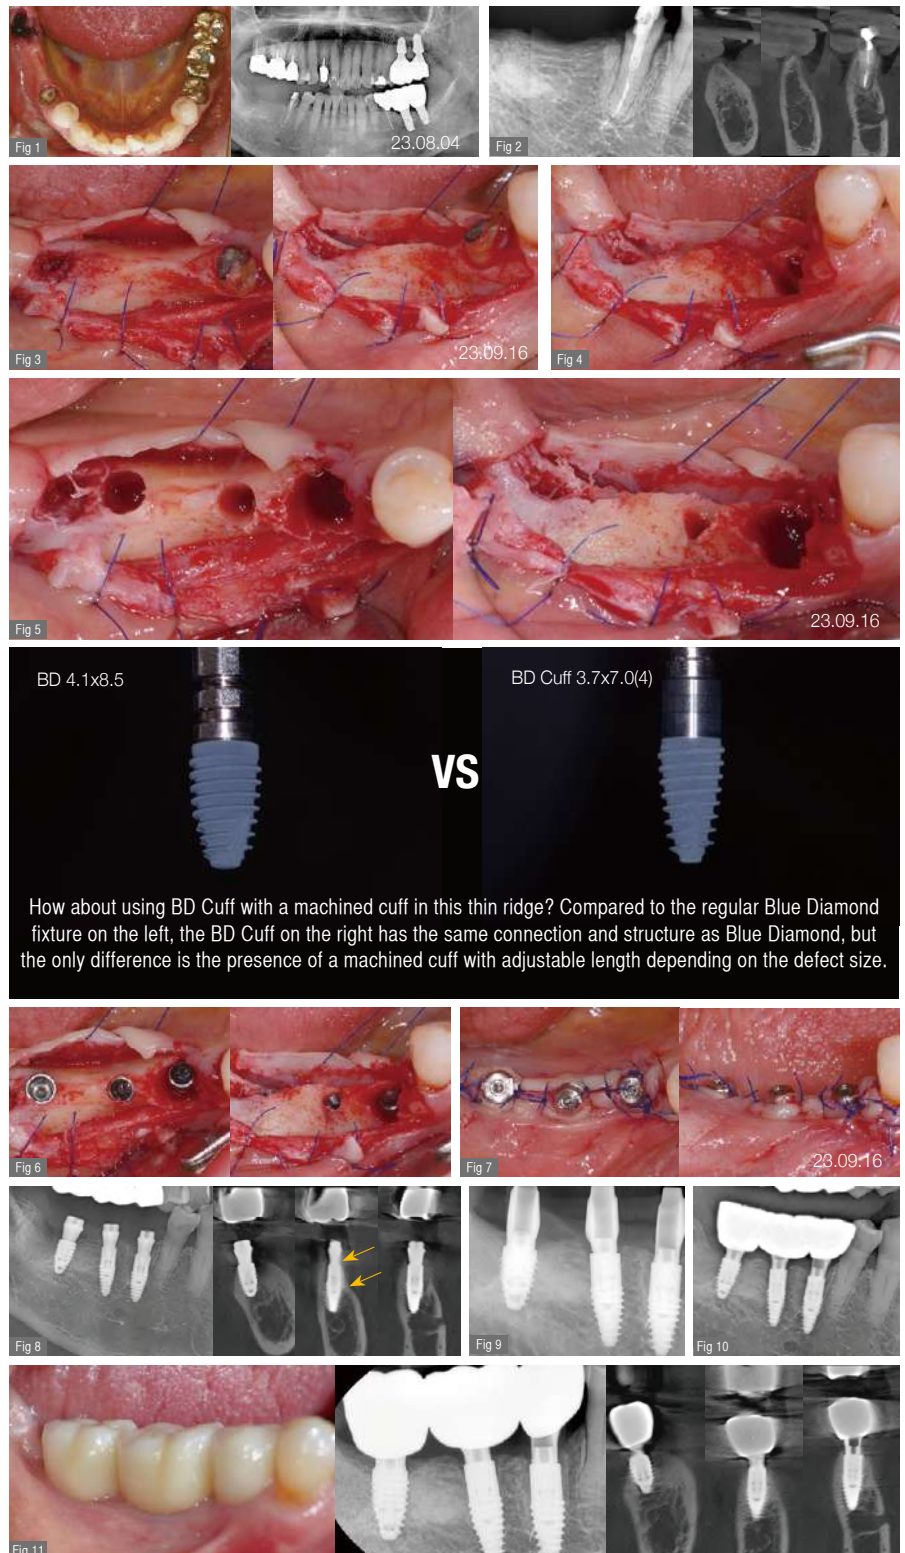 Fig 1
23.08.04
Fig 2
Fig 3
23.09.16
Fig 4
Fig 5
23.09.16
BD 4.1x8.5
BD Cuff 3.7x7.0(4)
VS
How about using BD Cuff with a machined cuff in this thin ridge? Compared to the regular Blue Diamond
fixture on the left, the BD Cuff on the right has the same connection and structure as Blue Diamond, but
the only difference is the presence of a machined cuff with adjustable length depending on the defect size.
Fig 6
Fig 7
23.09.16
Fig 8
Fig 9
Fig 10
Fig 11